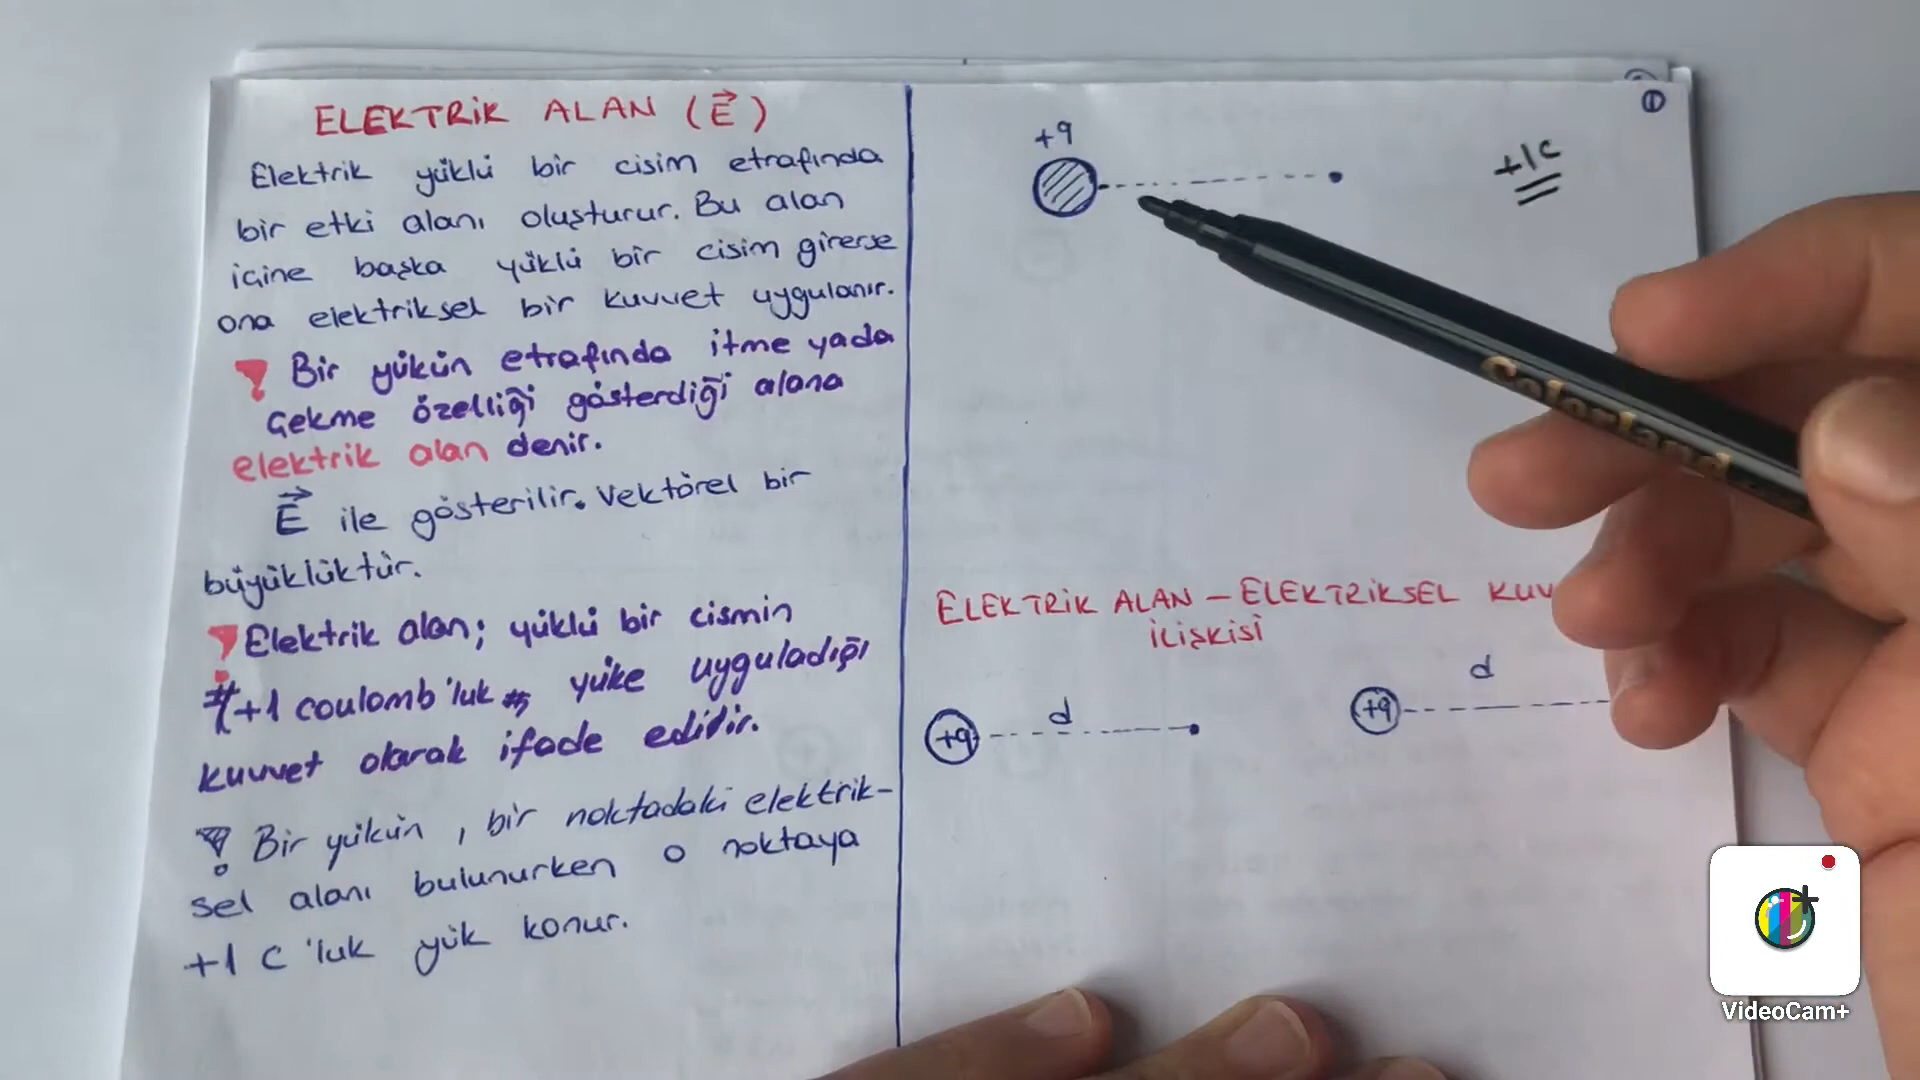 ELEKTRİK ALAN (E)
Elektrik yüklü bir cisim etrafında
bir etki alanı oluşturur. Bu alan
içine başka yüklü bir cisim girerse
ona elektriksel bir kuvvet uygulanır.
! Bir yükün etrafında itme yada
çekme özelliği gösterdiği alana
elektrik alan denir.
E ile gösterilir. Vektörel bir
büyüklüktür.
! Elektrik alan; yüklü bir cismin
+1 coulomb'luk yüke uyguladığı
kuvvet olarak ifade edilir.
! Bir yükün, bir noktadaki elektrik-
sel alanı bulunurken o noktaya
+1 C'luk yük konur.
1
+q
+1C
ELEKTRİK ALAN – ELEKTRİKSEL KUV
İLİŞKİSİ
+q d
+q d
Colorland
VideoCam+